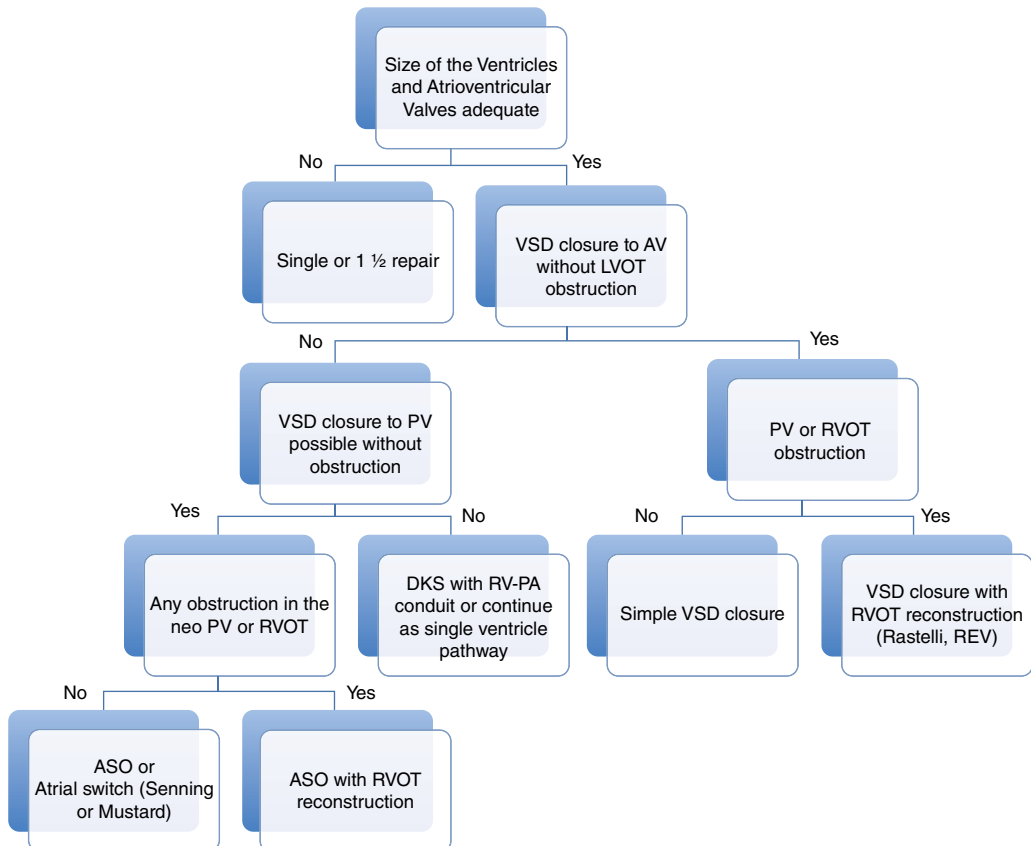 Size of the Ventricles
and Atrioventricular
Valves adequate
No
Yes
Single or 1 ½ repair
VSD closure to AV
without LVOT
obstruction
No
Yes
VSD closure to PV
possible without
obstruction
PV or RVOT
obstruction
Yes
No
No
Yes
Any obstruction in the
neo PV or RVOT
DKS with RV-PA
conduit or continue
as single ventricle
pathway
Simple VSD closure
VSD closure with
RVOT reconstruction
(Rastelli, REV)
No
Yes
ASO or
Atrial switch (Senning
or Mustard)
ASO with RVOT
reconstruction